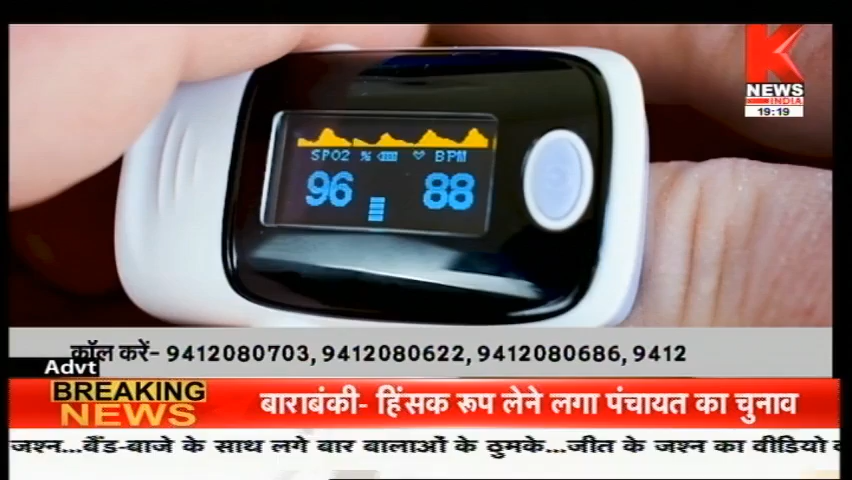 K
NEWS
INDIA
19:19
SPO2 % BPM
96 88
कॉल करें- 9412080703, 9412080622, 9412080686, 9412
Advt
BREAKING
NEWS
बाराबंकी- हिंसक रूप लेने लगा पंचायत का चुनाव
जश्न...बैंड-बाजे के साथ लगे बार बालाओं के ठुमके...जीत के जश्न का वीडियो